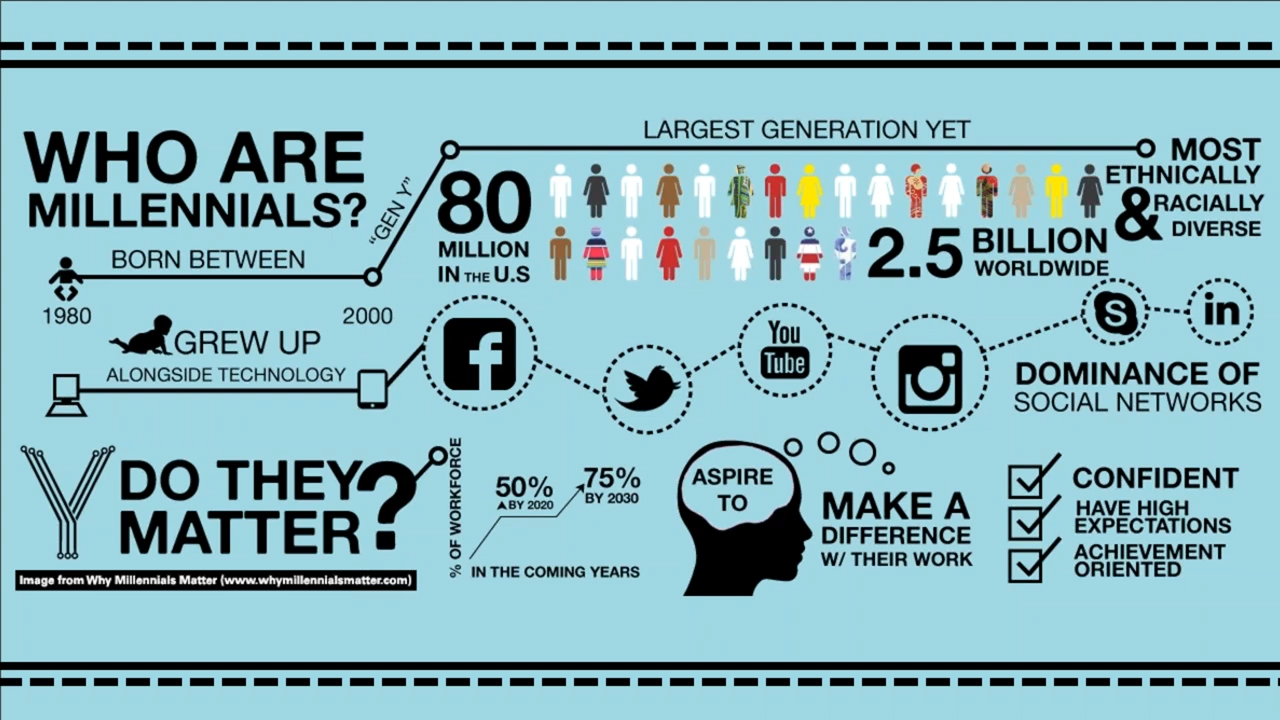 WHO ARE
MILLENNIALS?
BORN BETWEEN
1980
2000
"GEN Y"
LARGEST GENERATION YET
80
MILLION
IN THE U.S
2.5 BILLION
WORLDWIDE
MOST
ETHNICALLY
& RACIALLY
DIVERSE
GREW UP
ALONGSIDE TECHNOLOGY
f
You
Tube
S
in
DOMINANCE OF
SOCIAL NETWORKS
Y DO THEY
MATTER?
Image from Why Millennials Matter (www.whymillennialsmatter.com)
% OF WORKFORCE
50%
BY 2020
75%
BY 2030
IN THE COMING YEARS
ASPIRE
TO
MAKE A
DIFFERENCE
W/ THEIR WORK
CONFIDENT
HAVE HIGH
EXPECTATIONS
ACHIEVEMENT
ORIENTED